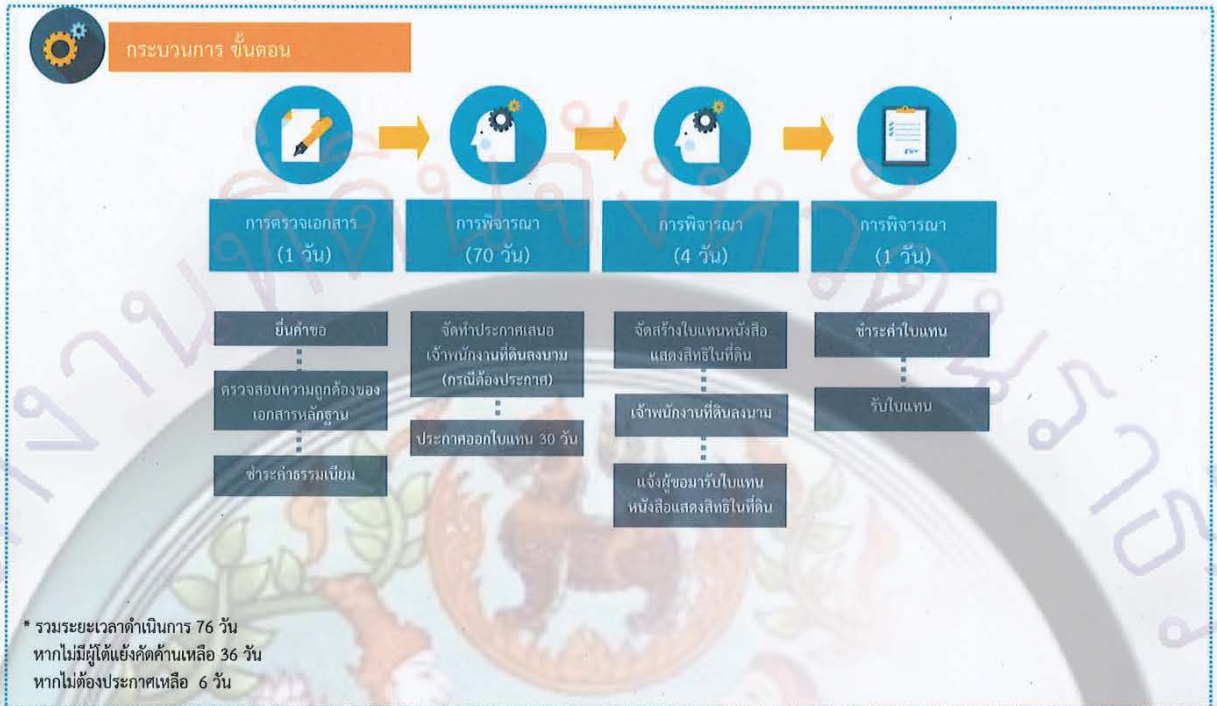 กระบวนการ ขั้นตอน
การตรวจเอกสาร
(1 วัน)
การพิจารณา
(70 วัน)
การพิจารณา
(4 วัน)
การพิจารณา
(1 วัน)
ยื่นคำขอ
ตรวจสอบความถูกต้องของ
เอกสารหลักฐาน
ชำระค่าธรรมเนียม
จัดทำประกาศเสนอ
เจ้าพนักงานที่ดินลงนาม
(กรณีต้องประกาศ)
ประกาศออกใบแทน 30 วัน
จัดสร้างใบแทนหนังสือ
แสดงสิทธิในที่ดิน
เจ้าพนักงานที่ดินลงนาม
แจ้งผู้ขอมารับใบแทน
หนังสือแสดงสิทธิในที่ดิน
ชำระค่าใบแทน
รับใบแทน
* รวมระยะเวลาดำเนินการ 76 วัน
หากไม่มีผู้โต้แย้งคัดค้านเหลือ 36 วัน
หากไม่ต้องประกาศเหลือ 6 วัน